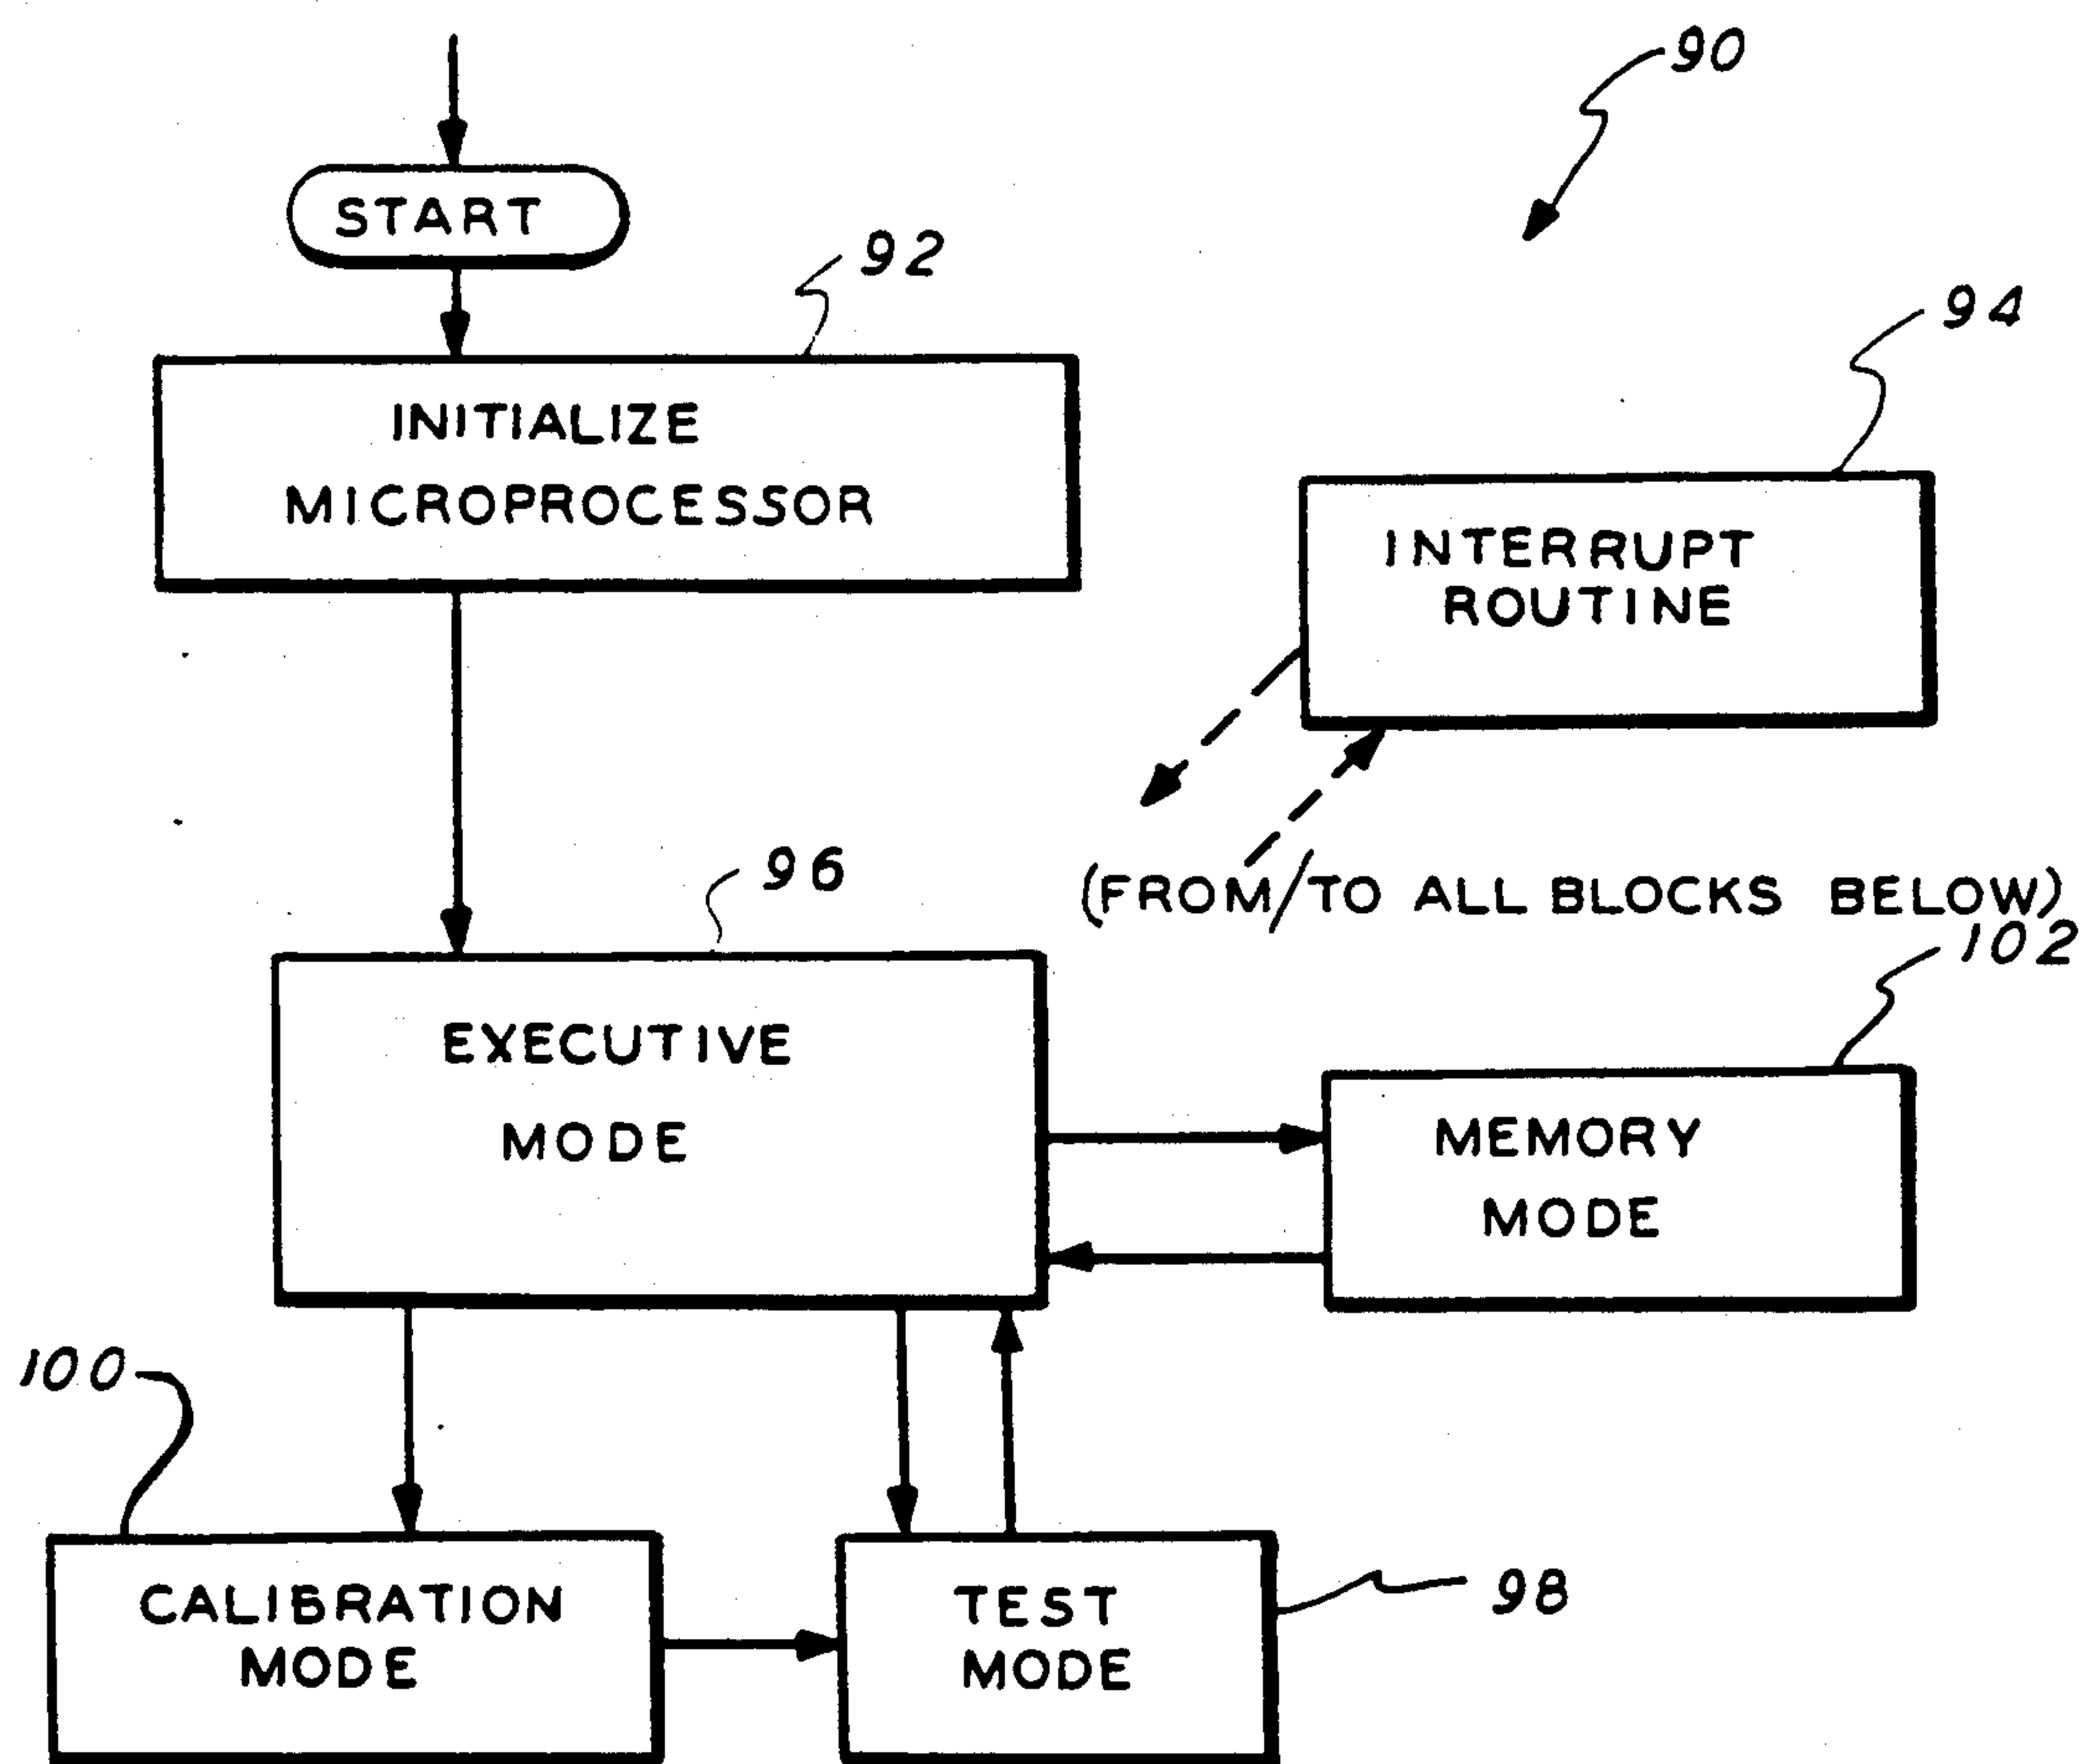 90
START
92
INITIALIZE
MICROPROCESSOR
94
INTERRUPT
ROUTINE
96
(FROM/TO ALL BLOCKS BELOW)
102
EXECUTIVE
MODE
MEMORY
MODE
100
CALIBRATION
MODE
TEST
MODE
98